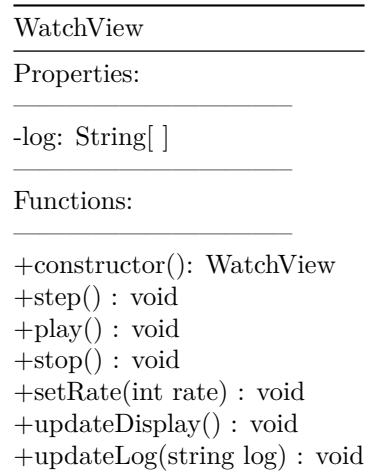 WatchView
Properties:
-log: String[ ]
Functions:
+constructor(): WatchView
+step() : void
+play() : void
+stop() : void
+setRate(int rate) : void
+updateDisplay() : void
+updateLog(string log) : void